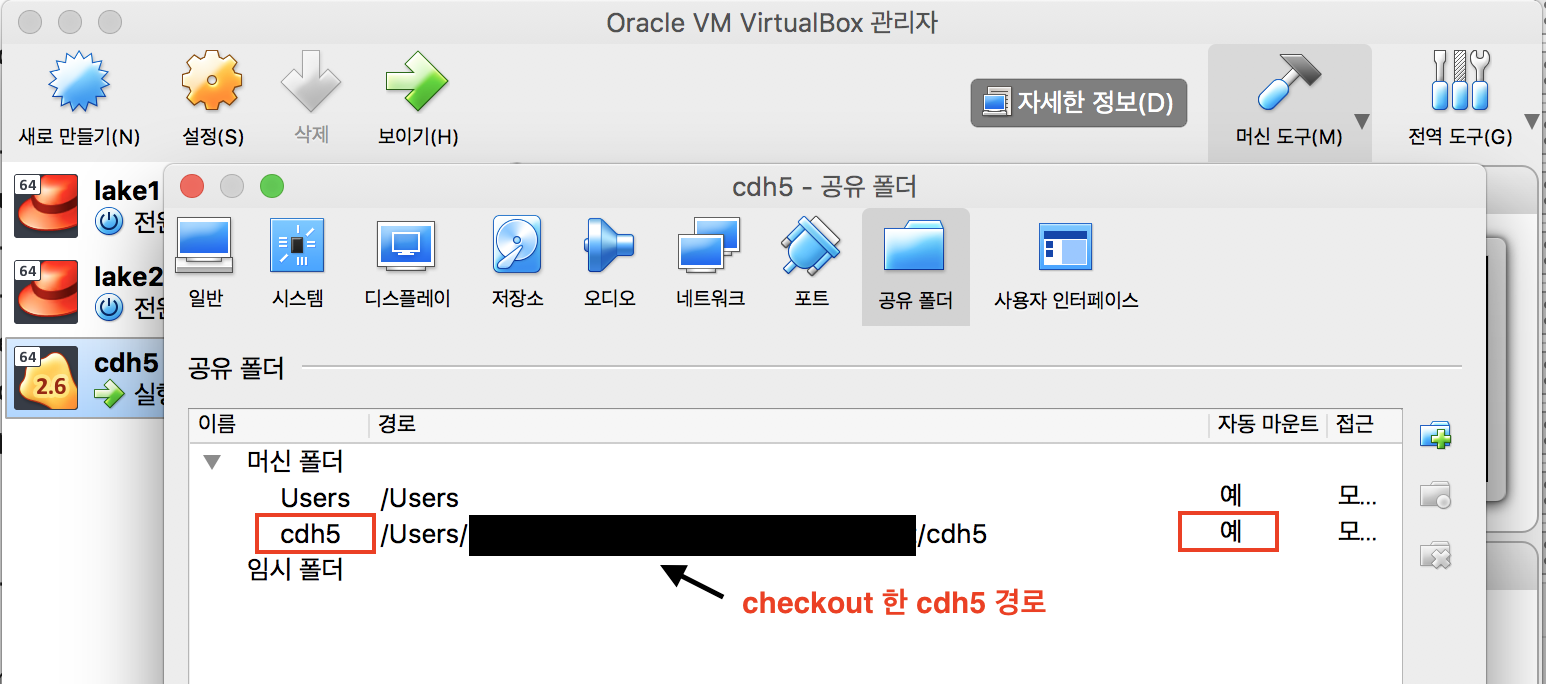 Oracle VM VirtualBox 관리자
새로 만들기(N) 설정(S) 삭제 보이기(H) 자세한 정보(D) 머신 도구(M) 전역 도구(G)
64 lake1
전원
cdh5 - 공유 폴더
일반 시스템 디스플레이 저장소 오디오 네트워크 포트 공유 폴더 사용자 인터페이스
64 lake2
전원
64 cdh5
2.6 실행
공유 폴더
이름 경로 자동 마운트 접근
머신 폴더
Users /Users 예 모...
cdh5 /Users/ /cdh5 예 모...
임시 폴더
checkout 한 cdh5 경로